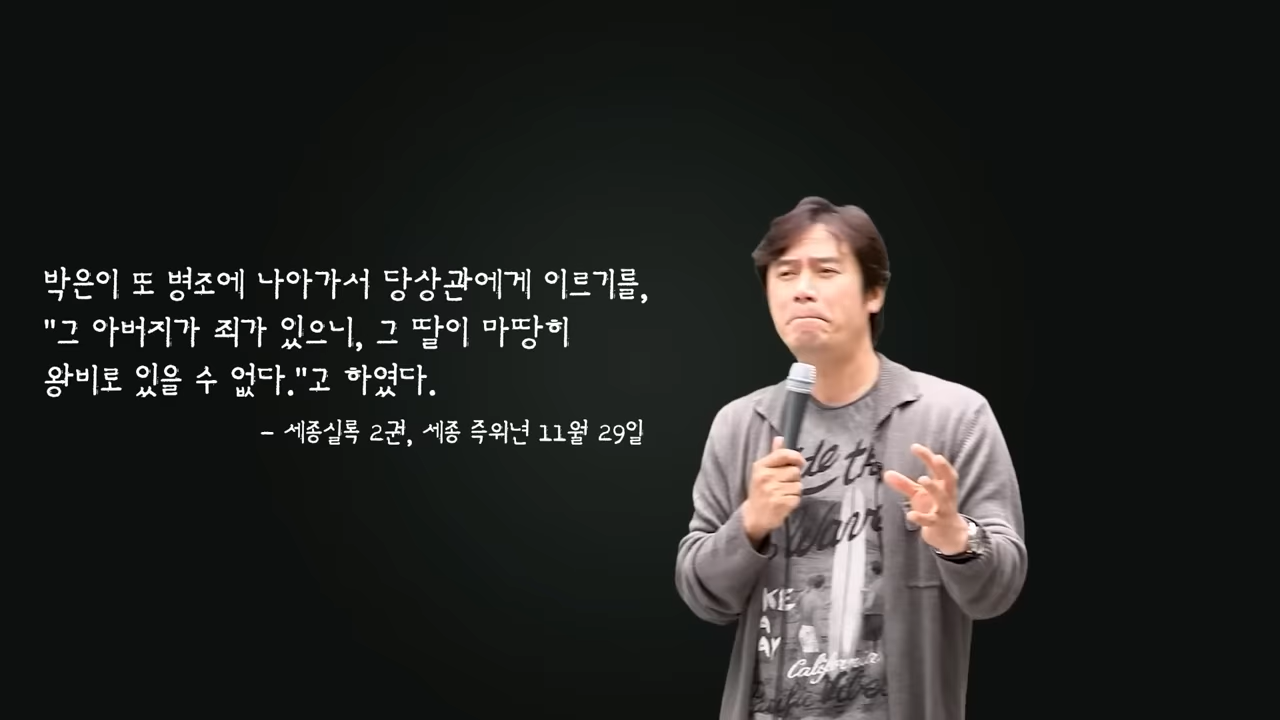 박은이 또 병조에 나아가서 당상관에게 이르기를,
"그 아버지가 죄가 있으니, 그 딸이 마땅히
왕비로 있을 수 없다."고 하였다.
- 세종실록 2권, 세종 즉위년 11월 29일
California